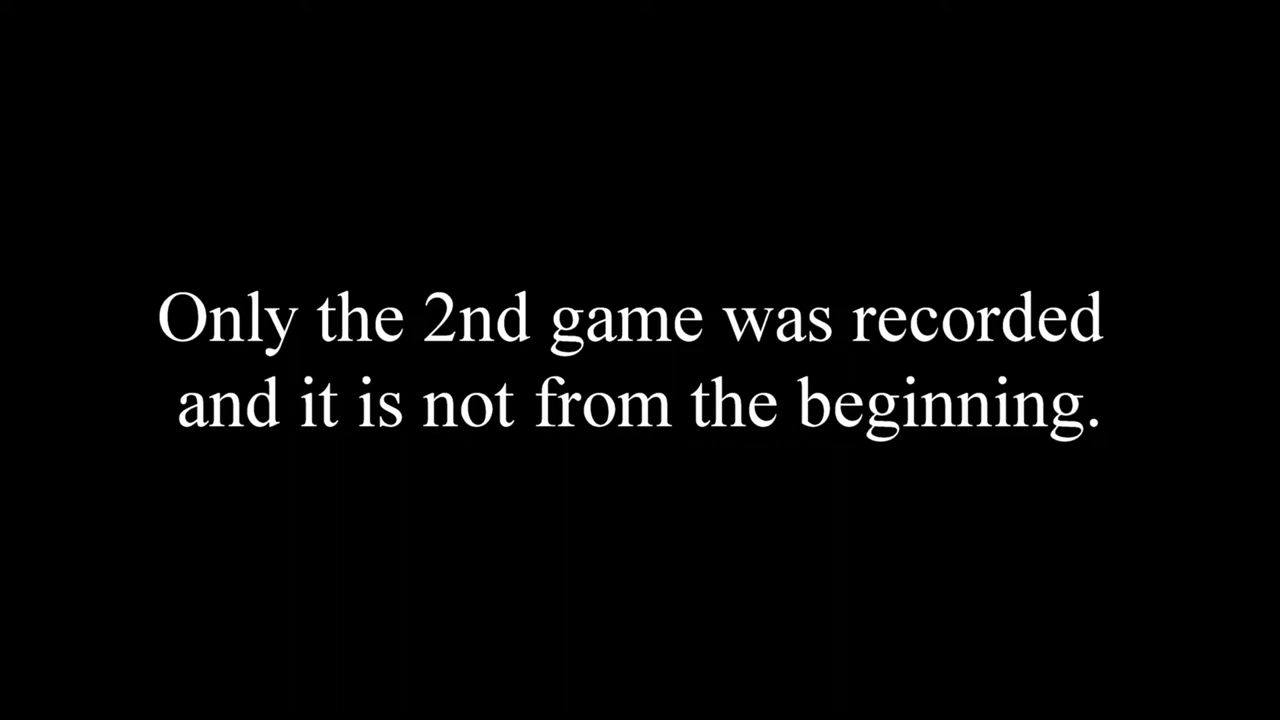 Only the 2nd game was recorded
and it is not from the beginning.